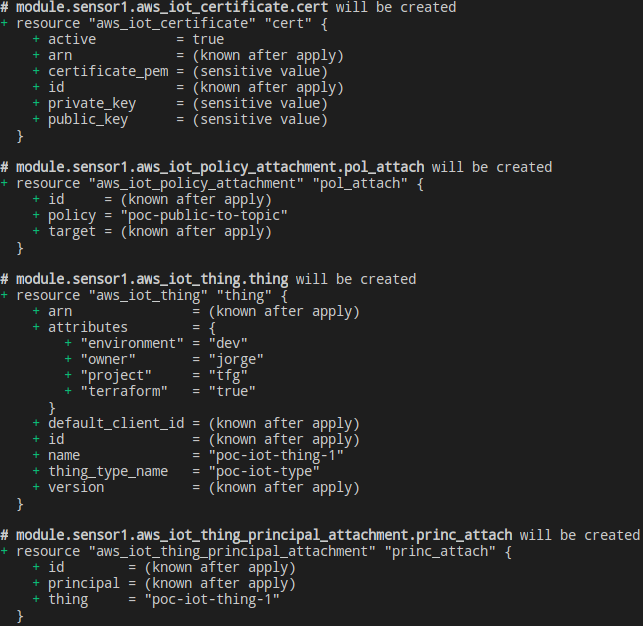 # module.sensor1.aws_iot_certificate.cert will be created
+ resource "aws_iot_certificate" "cert" {
    + active          = true
    + arn             = (known after apply)
    + certificate_pem = (sensitive value)
    + id              = (known after apply)
    + private_key     = (sensitive value)
    + public_key      = (sensitive value)
  }
# module.sensor1.aws_iot_policy_attachment.pol_attach will be created
+ resource "aws_iot_policy_attachment" "pol_attach" {
    + id     = (known after apply)
    + policy = "poc-public-to-topic"
    + target = (known after apply)
  }
# module.sensor1.aws_iot_thing.thing will be created
+ resource "aws_iot_thing" "thing" {
    + arn               = (known after apply)
    + attributes        = {
        + "environment" = "dev"
        + "owner"       = "jorge"
        + "project"     = "tfg"
        + "terraform"   = "true"
      }
    + default_client_id = (known after apply)
    + id                = (known after apply)
    + name              = "poc-iot-thing-1"
    + thing_type_name   = "poc-iot-type"
    + version           = (known after apply)
  }
# module.sensor1.aws_iot_thing_principal_attachment.princ_attach will be created
+ resource "aws_iot_thing_principal_attachment" "princ_attach" {
    + id        = (known after apply)
    + principal = (known after apply)
    + thing     = "poc-iot-thing-1"
  }